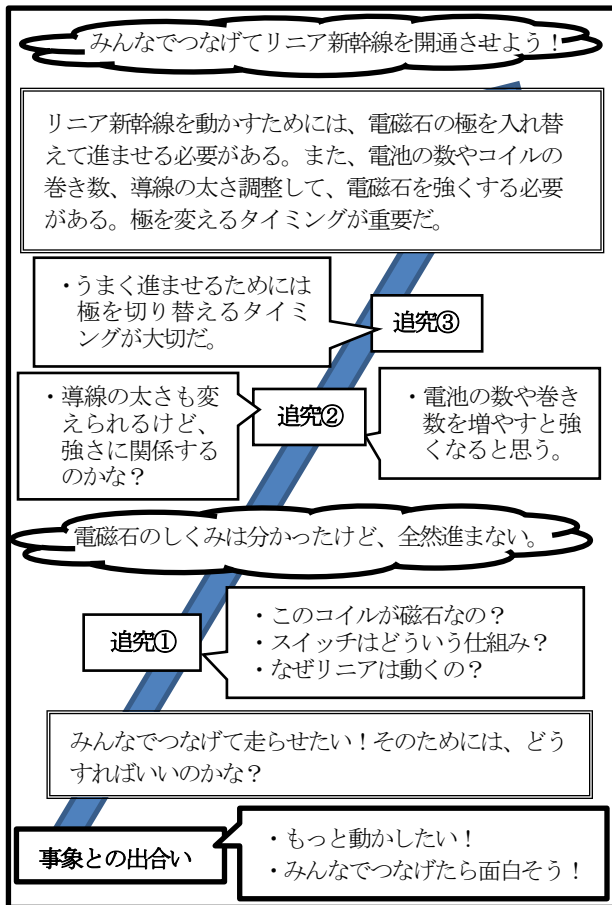 みんなでつなげてリニア新幹線を開通させよう！
リニア新幹線を動かすためには、電磁石の極を入れ替
えて進ませる必要がある。また、電池の数やコイルの
巻き数、導線の太さ調整して、電磁石を強くする必要
がある。極を変えるタイミングが重要だ。
・うまく進ませるためには
極を切り替えるタイミ
ングが大切だ。
追究③
・導線の太さも変
えられるけど、
強さに関係する
のかな？
追究②
・電池の数や巻き
数を増やすと強
くなると思う。
電磁石のしくみは分かったけど、全然進まない。
追究①
・このコイルが磁石なの？
・スイッチはどういう仕組み？
・なぜリニアは動くの？
みんなでつなげて走らせたい！そのためには、どう
すればいいのかな？
事象との出合い
・もっと動かしたい！
・みんなでつなげたら面白そう！